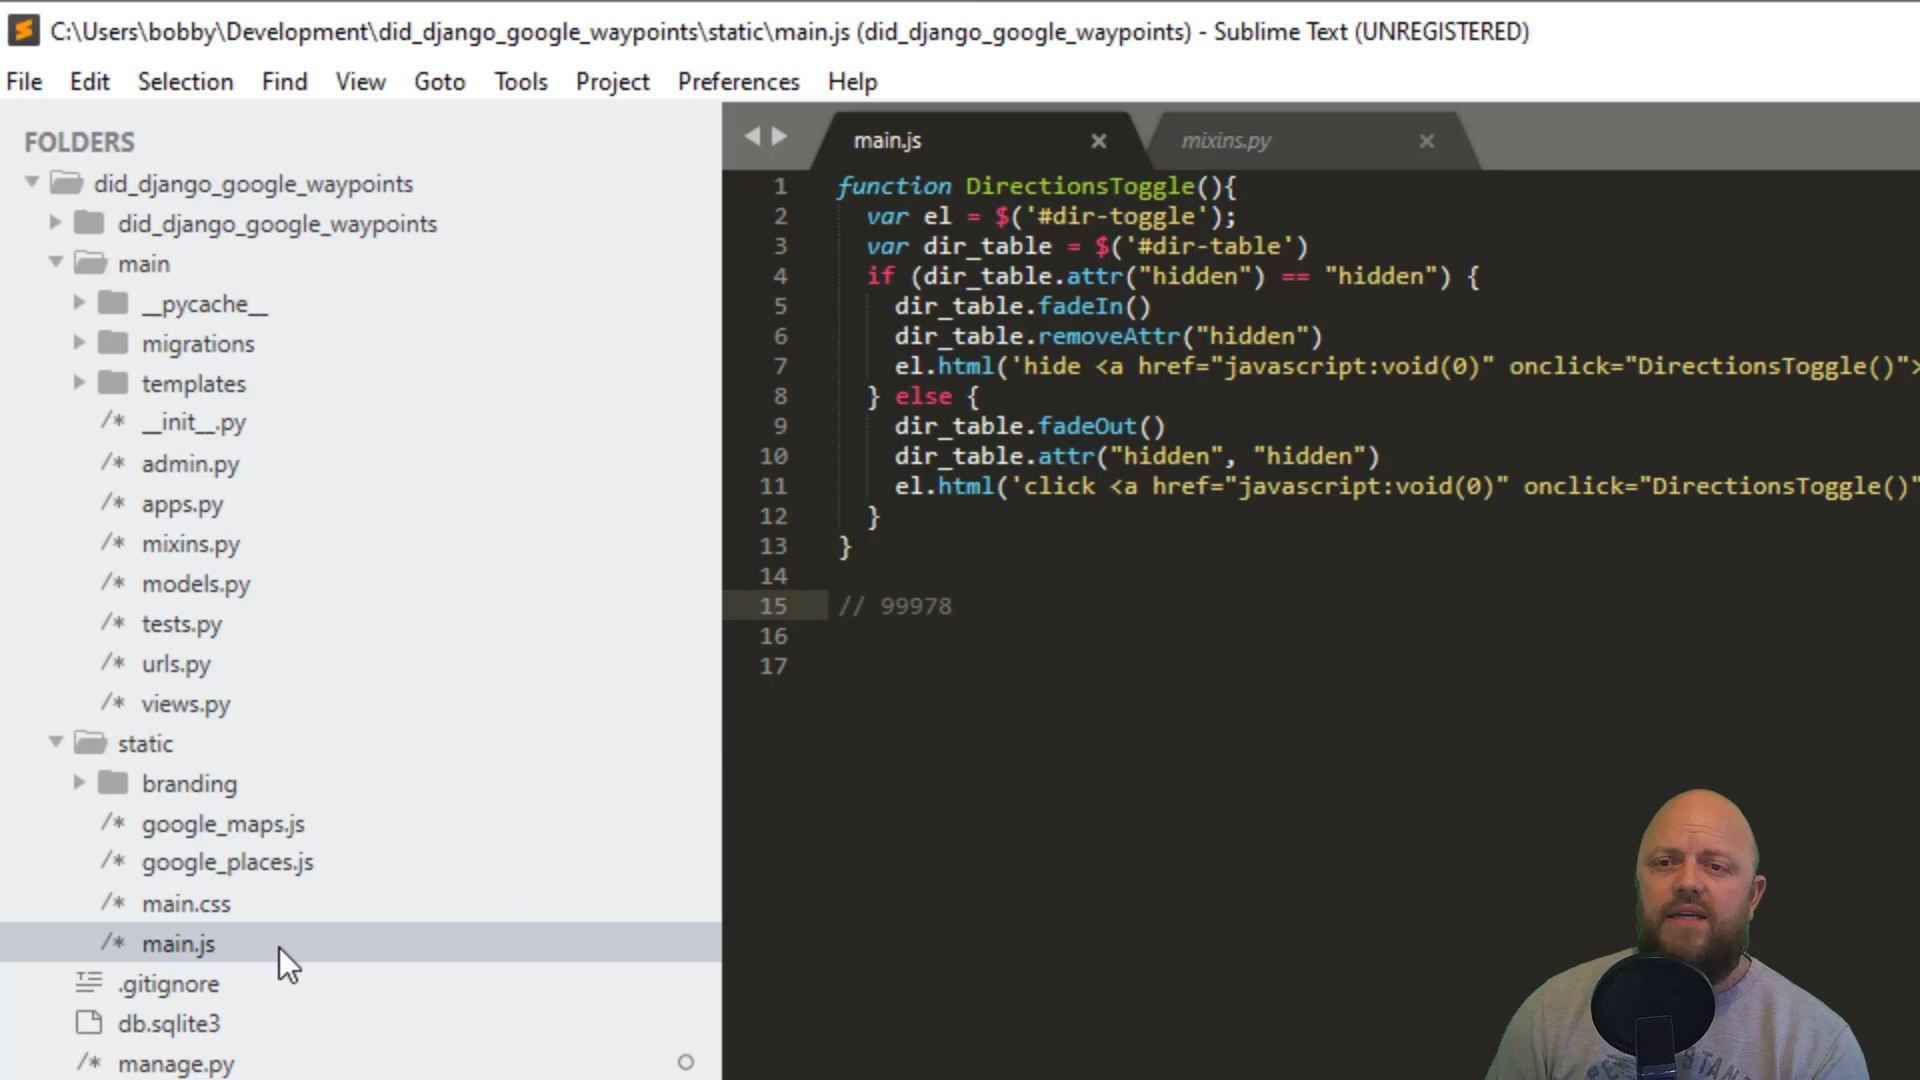 C:\Users\bobby\Development\did_django_google_waypoints\static\main.js (did_django_google_waypoints) - Sublime Text (UNREGISTERED)
File Edit Selection Find View Goto Tools Project Preferences Help
FOLDERS
did_django_google_waypoints
did_django_google_waypoints
main
__pycache__
migrations
templates
/* __init__.py
/* admin.py
/* apps.py
/* mixins.py
/* models.py
/* tests.py
/* urls.py
/* views.py
static
branding
/* google_maps.js
/* google_places.js
/* main.css
/* main.js
.gitignore
db.sqlite3
/* manage.py
main.js mixins.py
1 function DirectionsToggle(){
2 var el = $('#dir-toggle');
3 var dir_table = $('#dir-table')
4 if (dir_table.attr("hidden") == "hidden") {
5 dir_table.fadeIn()
6 dir_table.removeAttr("hidden")
7 el.html('hide <a href="javascript:void(0)" onclick="DirectionsToggle()">
8 } else {
9 dir_table.fadeOut()
10 dir_table.attr("hidden", "hidden")
11 el.html('click <a href="javascript:void(0)" onclick="DirectionsToggle()"
12 }
13 }
14
15 // 99978
16
17